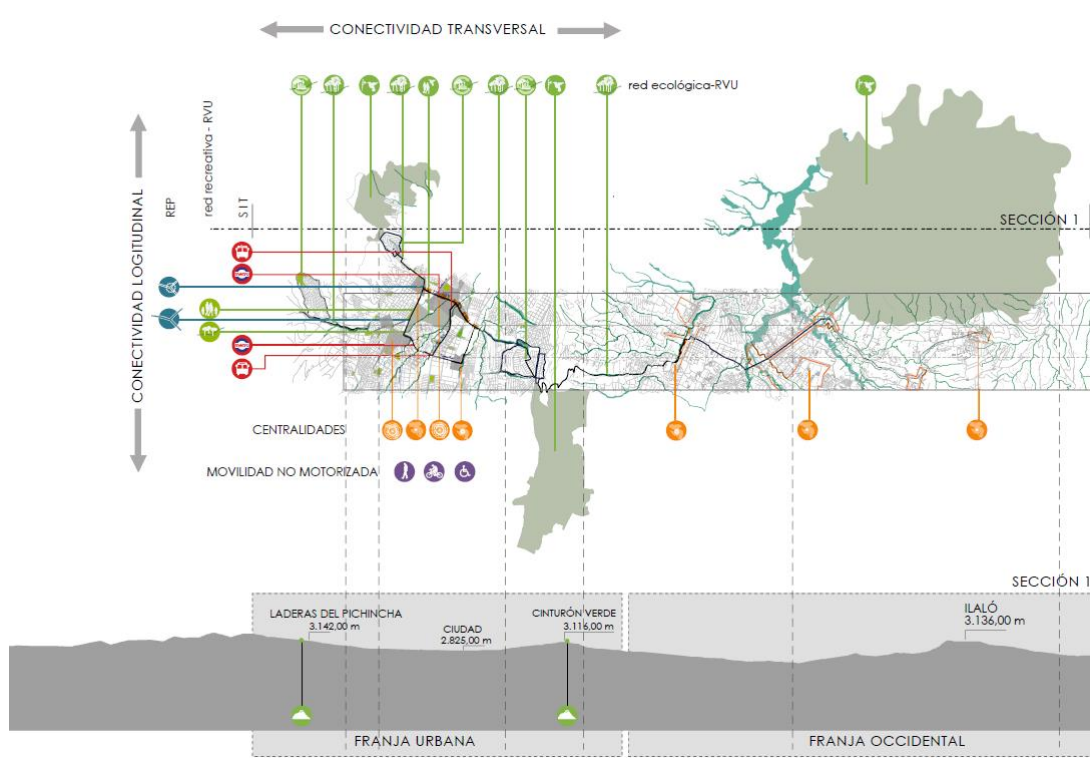 CONECTIVIDAD TRANSVERSAL
red ecológica-RVU
CONECTIVIDAD LOGITUDINAL
REP
red recreativa - RVU
SIT
SECCIÓN 1
CENTRALIDADES
MOVILIDAD NO MOTORIZADA
SECCIÓN 1
LADERAS DEL PICHINCHA
3.142,00 m
CIUDAD
2.825,00 m
CINTURÓN VERDE
3.116,00 m
ILALÓ
3.136,00 m
FRANJA URBANA
FRANJA OCCIDENTAL